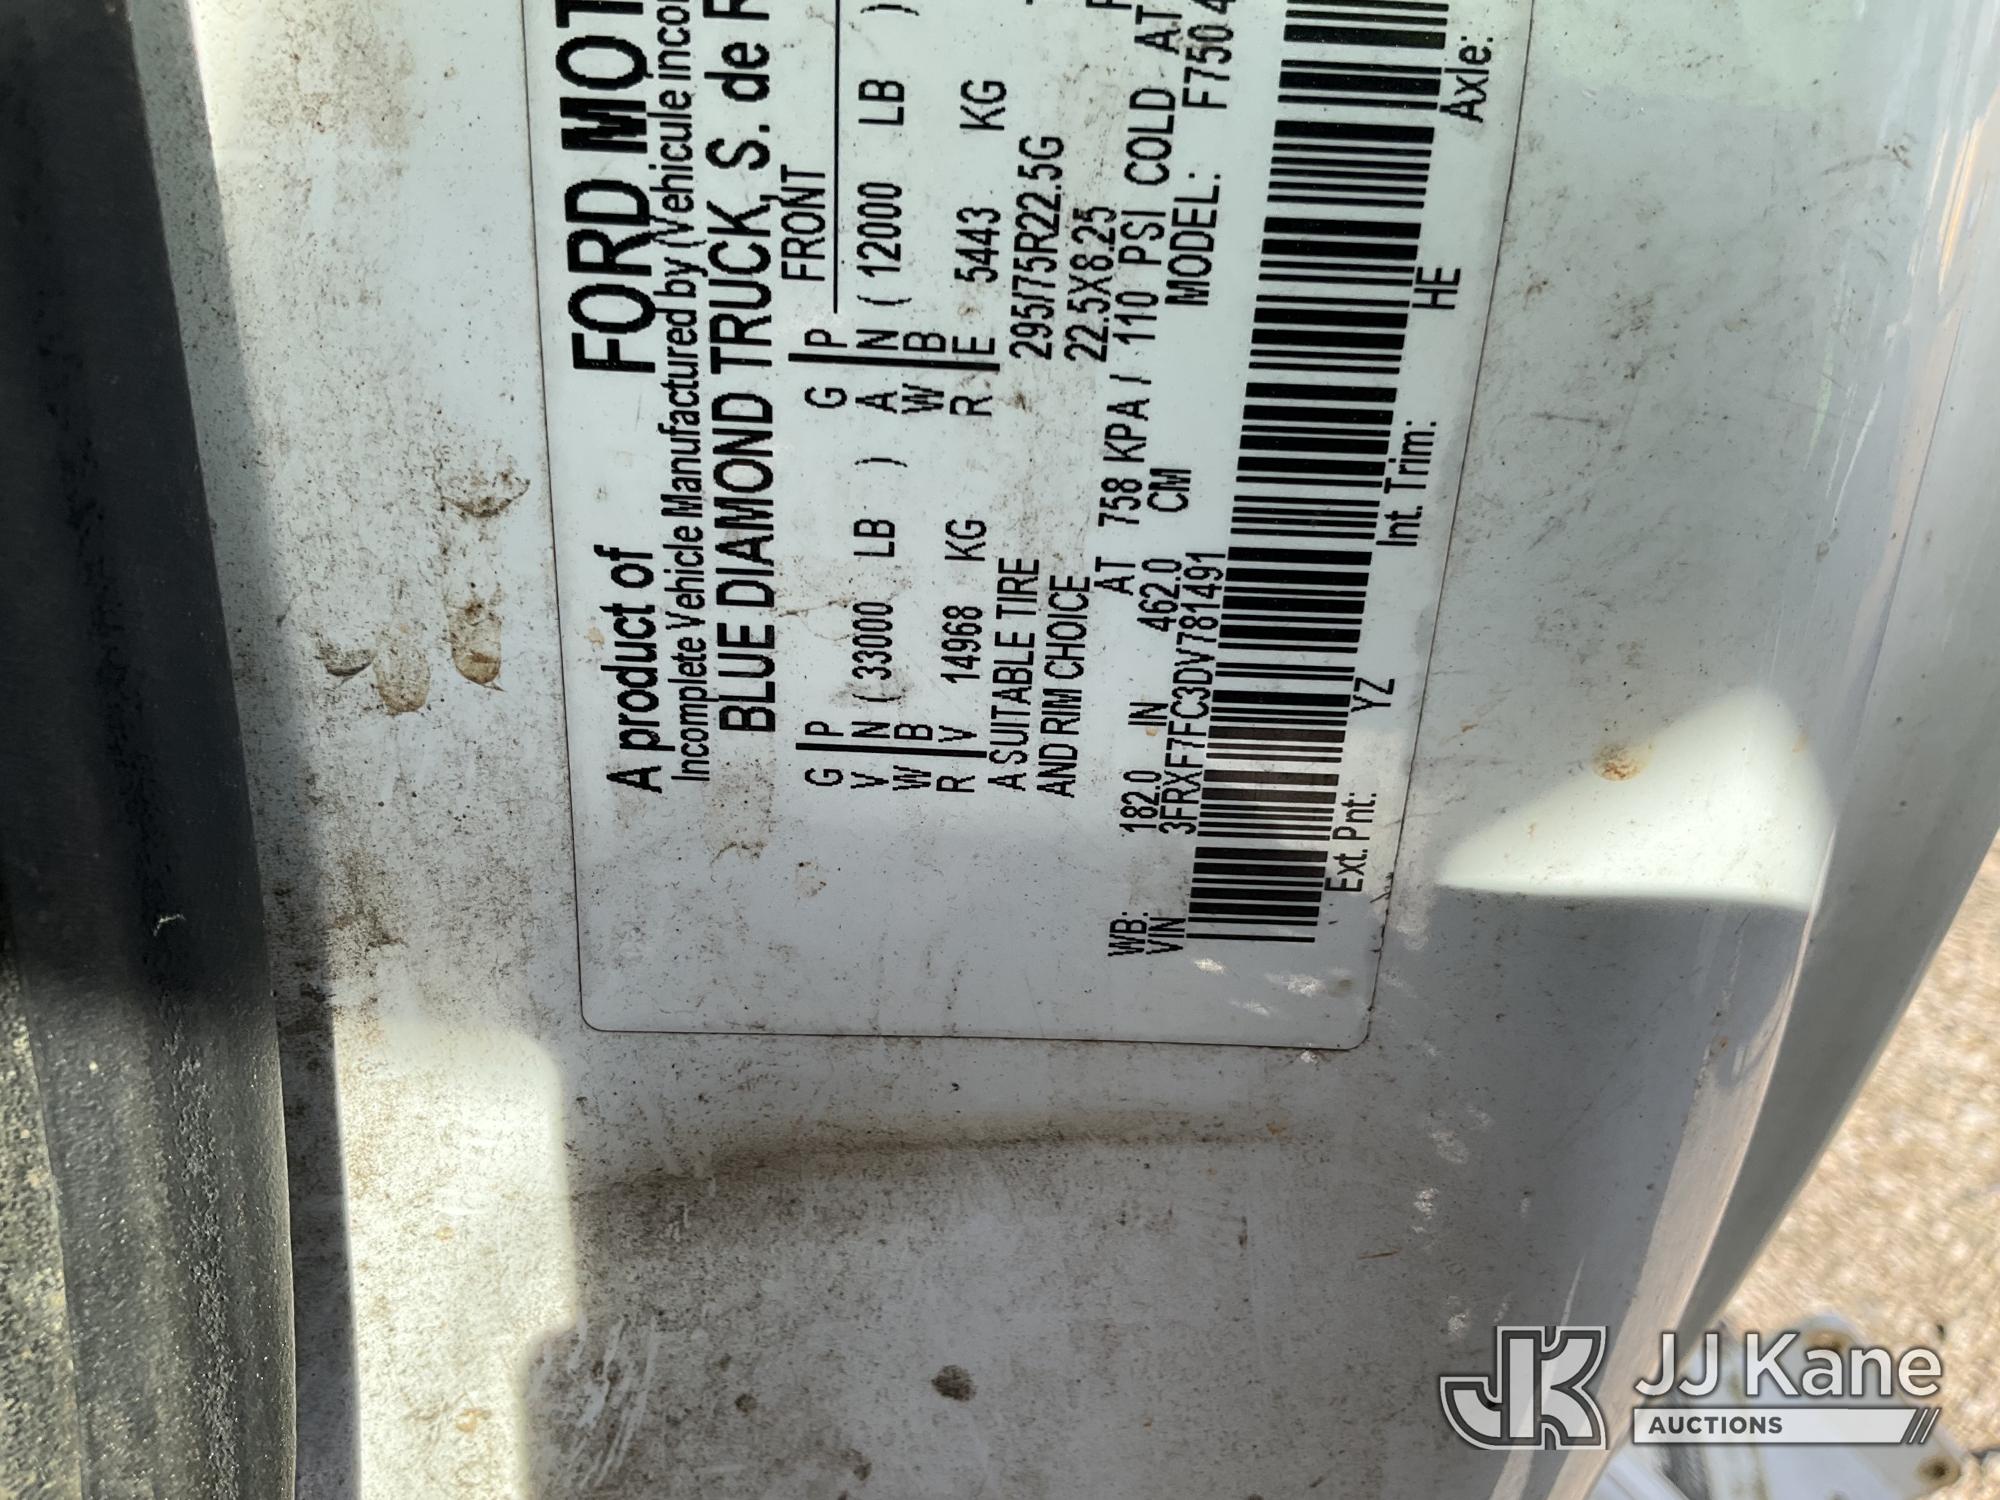 A product of FORD MOT
Incomplete Vehicle Manufactured by (Vehicule incom
BLUE DIAMOND TRUCK, S. de R
FRONT
G P G P
V N ( 33000 LB ) A N ( 12000 LB )
W B W B
R V 14968 KG R E 5443 KG
A SUITABLE TIRE 295/75R22.5G
AND RIM CHOICE 22.5X8.25
AT 758 KPA / 110 PSI COLD AT
WB: 182.0 IN 462.0 CM MODEL: F750 4
VIN 3FRXF7FC3DV781491
Ext. Pnt: YZ Int. Trim: HE Axle:
JK JJ Kane
AUCTIONS